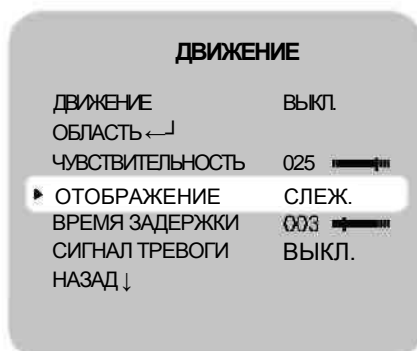 ДВИЖЕНИЕ
ДВИЖЕНИЕ ВЫКЛ.
ОБЛАСТЬ ←┘
ЧУВСТВИТЕЛЬНОСТЬ 025
ОТОБРАЖЕНИЕ СЛЕЖ.
ВРЕМЯ ЗАДЕРЖКИ 003
СИГНАЛ ТРЕВОГИ ВЫКЛ.
НАЗАД ↓